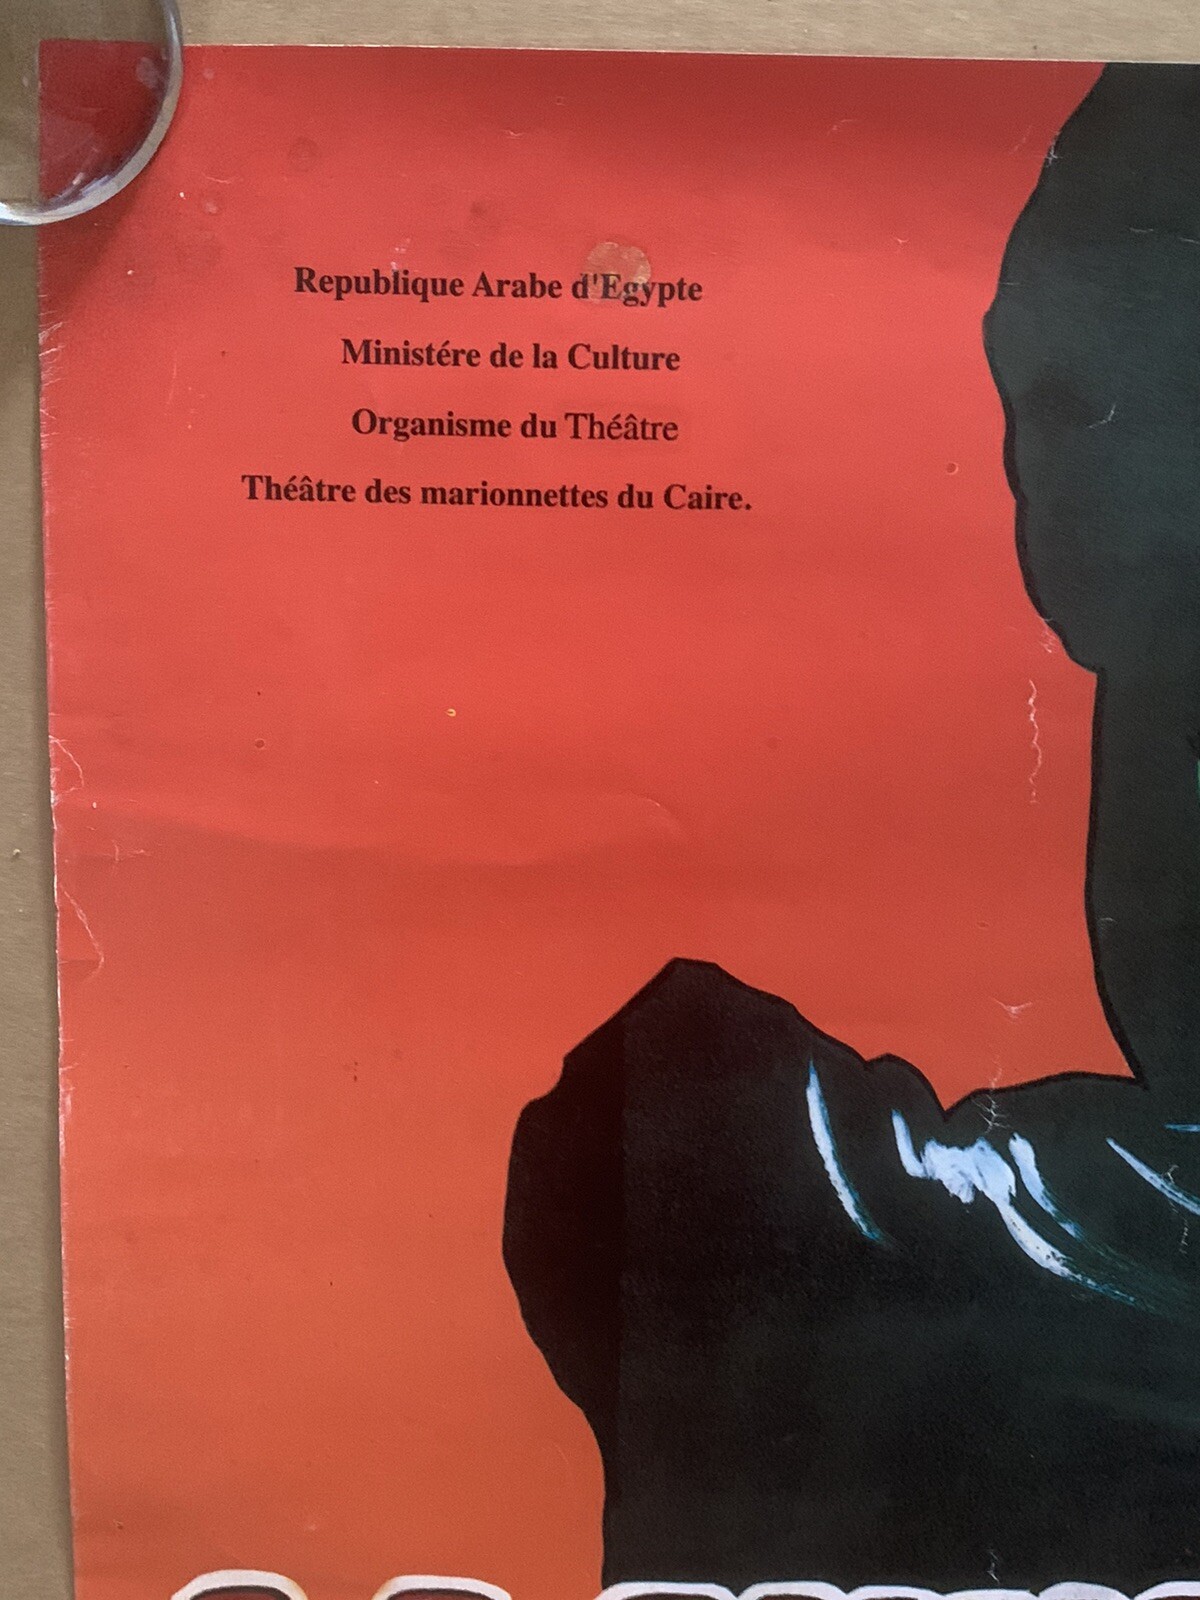 Republique Arabe d'Egypte
Ministére de la Culture
Organisme du Théâtre
Théâtre des marionnettes du Caire.